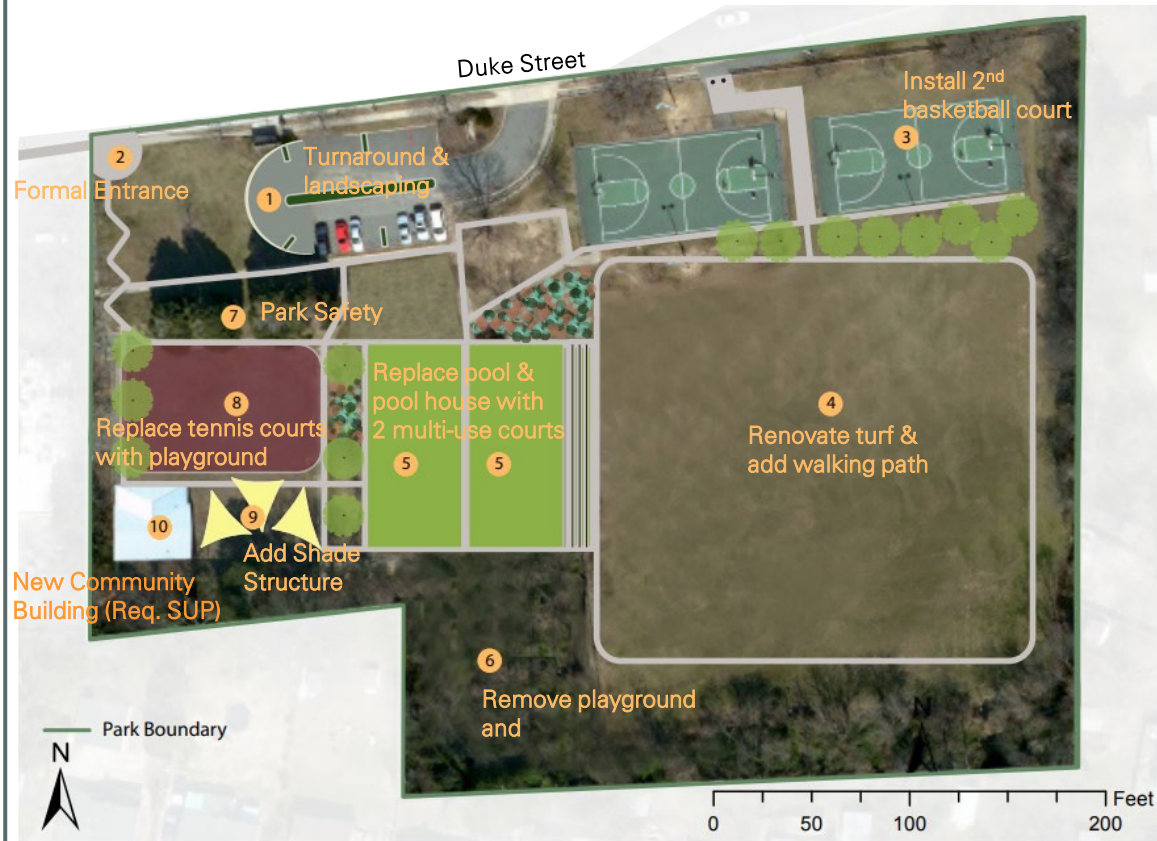 Duke Street
Install 2nd
basketball court
3
2
Formal Entrance
Turnaround &
landscaping
1
7
Park Safety
Replace pool &
pool house with
2 multi-use courts
5
5
8
Replace tennis courts
with playground
4
Renovate turf &
add walking path
10
9
Add Shade
Structure
New Community
Building (Req. SUP)
6
Remove playground
and
N
Park Boundary
N
Feet
0
50
100
200